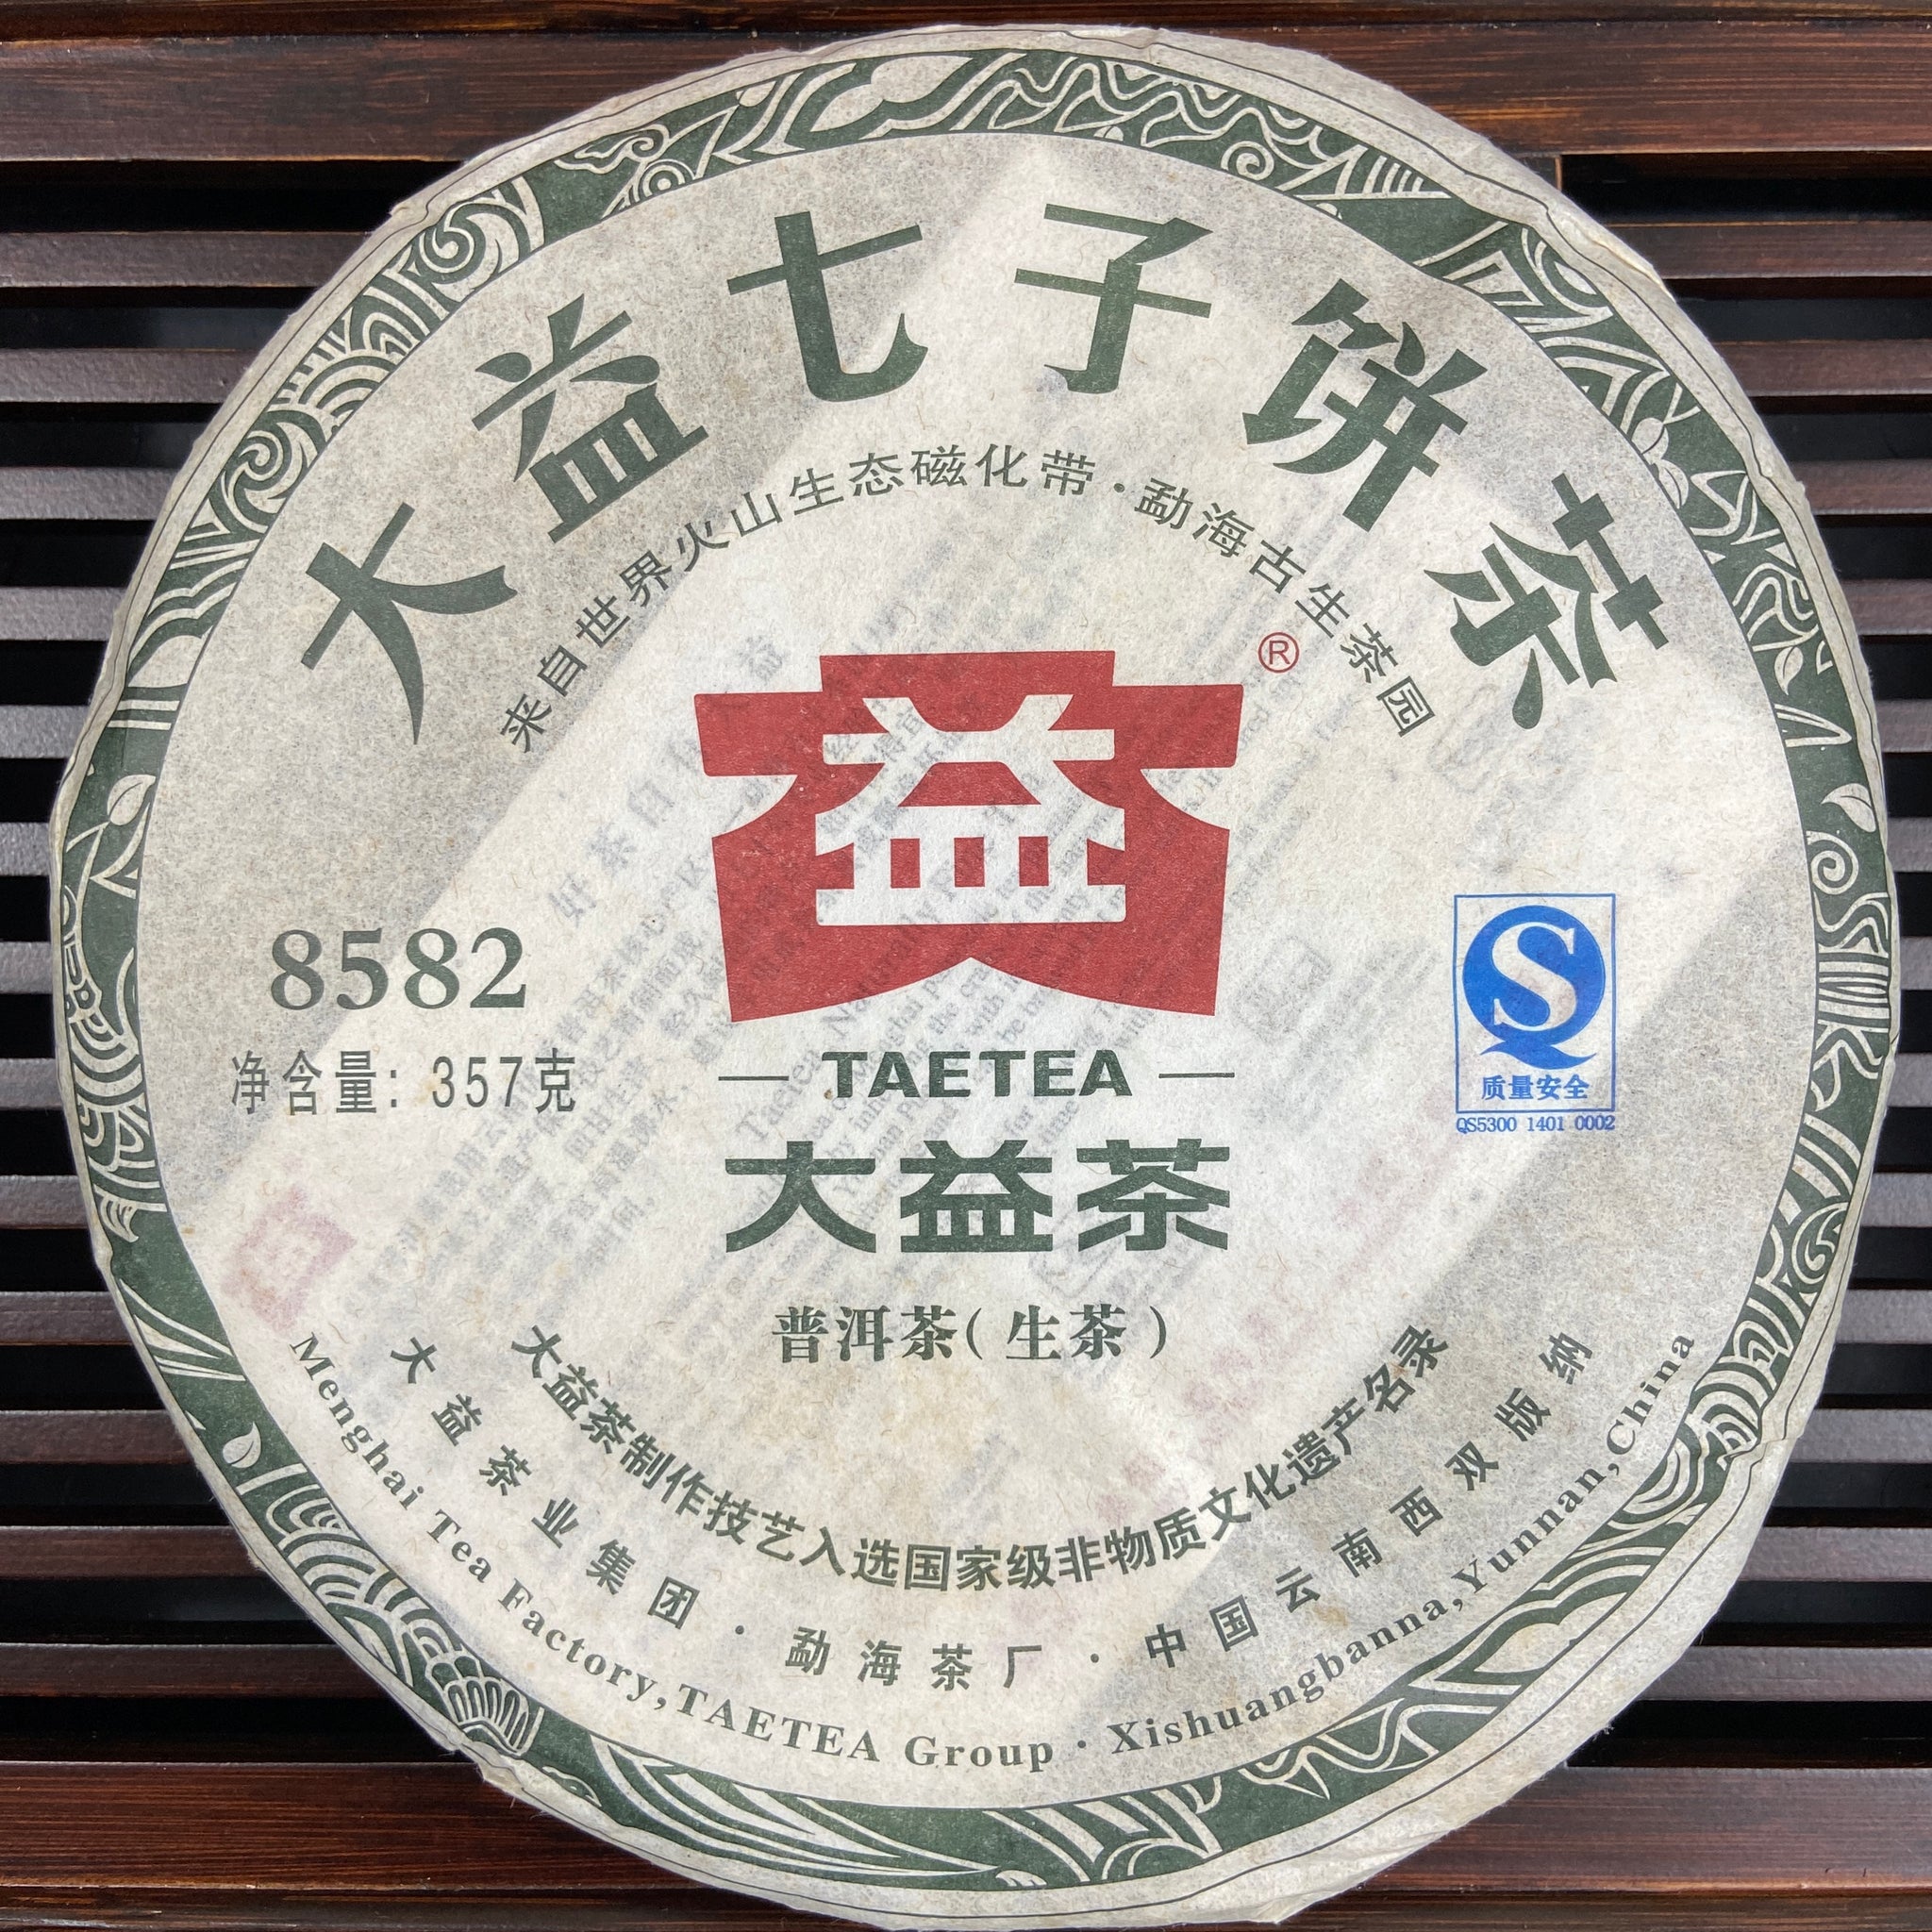 大益七子饼茶
来自世界火山生态磁化带·勐海古生茶园
®
益
8582
净含量: 357克
TAETEA
大益茶
S
质量安全
QS5300 1401 0002
普洱茶(生茶)
大益茶制作技艺入选国家级非物质文化遗产名录
大益茶业集团·勐海茶厂·中国云南西双版纳
Menghai Tea Factory,TAETEA Group·Xishuangbanna,Yunnan,China